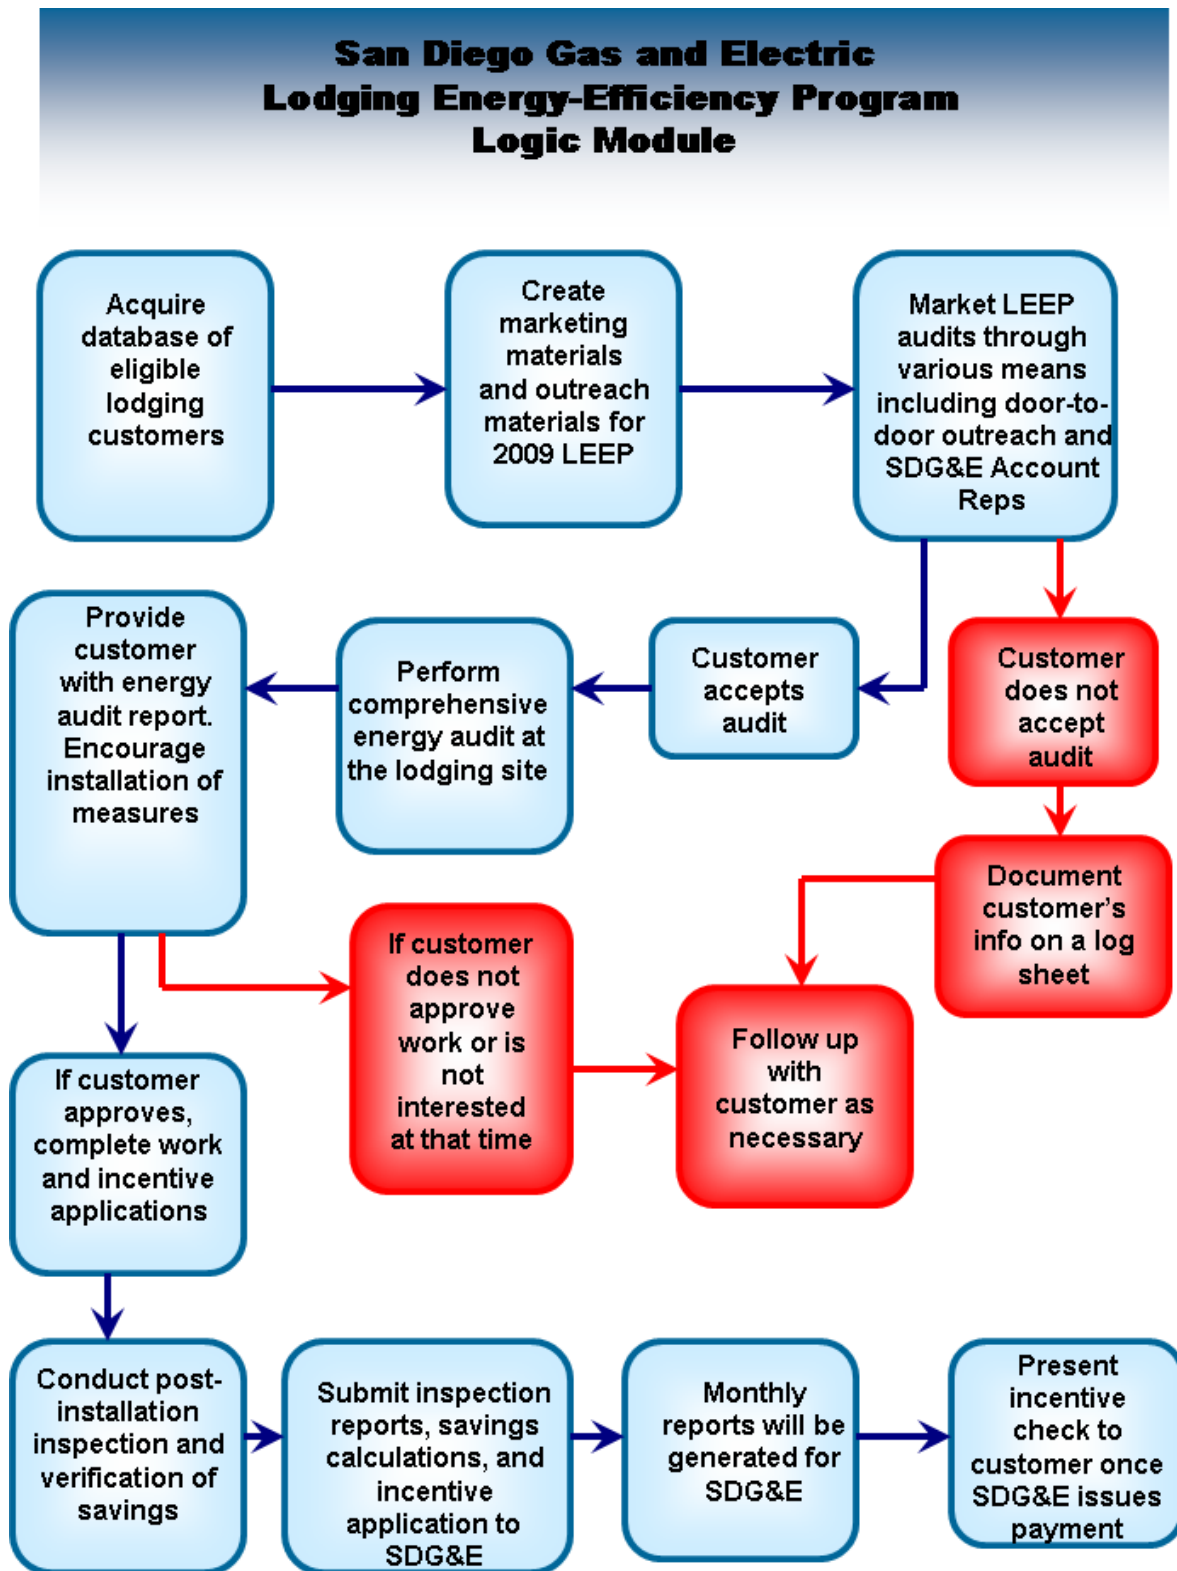 San Diego Gas and Electric
Lodging Energy-Efficiency Program
Logic Module
Acquire
database of
eligible
lodging
customers
Create
marketing
materials
and outreach
materials for
2009 LEEP
Market LEEP
audits through
various means
including door-to-
door outreach and
SDG&E Account
Reps
Provide
customer
with energy
audit report.
Encourage
installation of
measures
Perform
comprehensive
energy audit at
the lodging site
Customer
accepts
audit
Customer
does not
accept
audit
Document
customer's
info on a log
sheet
If customer
does not
approve
work or is
not
interested
at that time
Follow up
with
customer as
necessary
If customer
approves,
complete work
and incentive
applications
Conduct post-
installation
inspection and
verification of
savings
Submit inspection
reports, savings
calculations, and
incentive
application to
SDG&E
Monthly
reports will be
generated for
SDG&E
Present
incentive
check to
customer once
SDG&E issues
payment